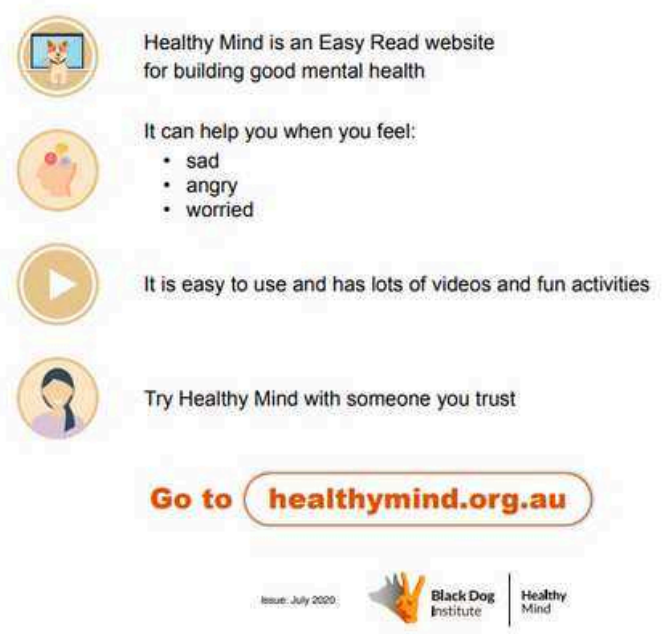 Healthy Mind is an Easy Read website
for building good mental health
It can help you when you feel:
• sad
• angry
• worried
It is easy to use and has lots of videos and fun activities
Try Healthy Mind with someone you trust
Go to healthymind.org.au
Issue: July 2020
Black Dog
Institute
Healthy
Mind